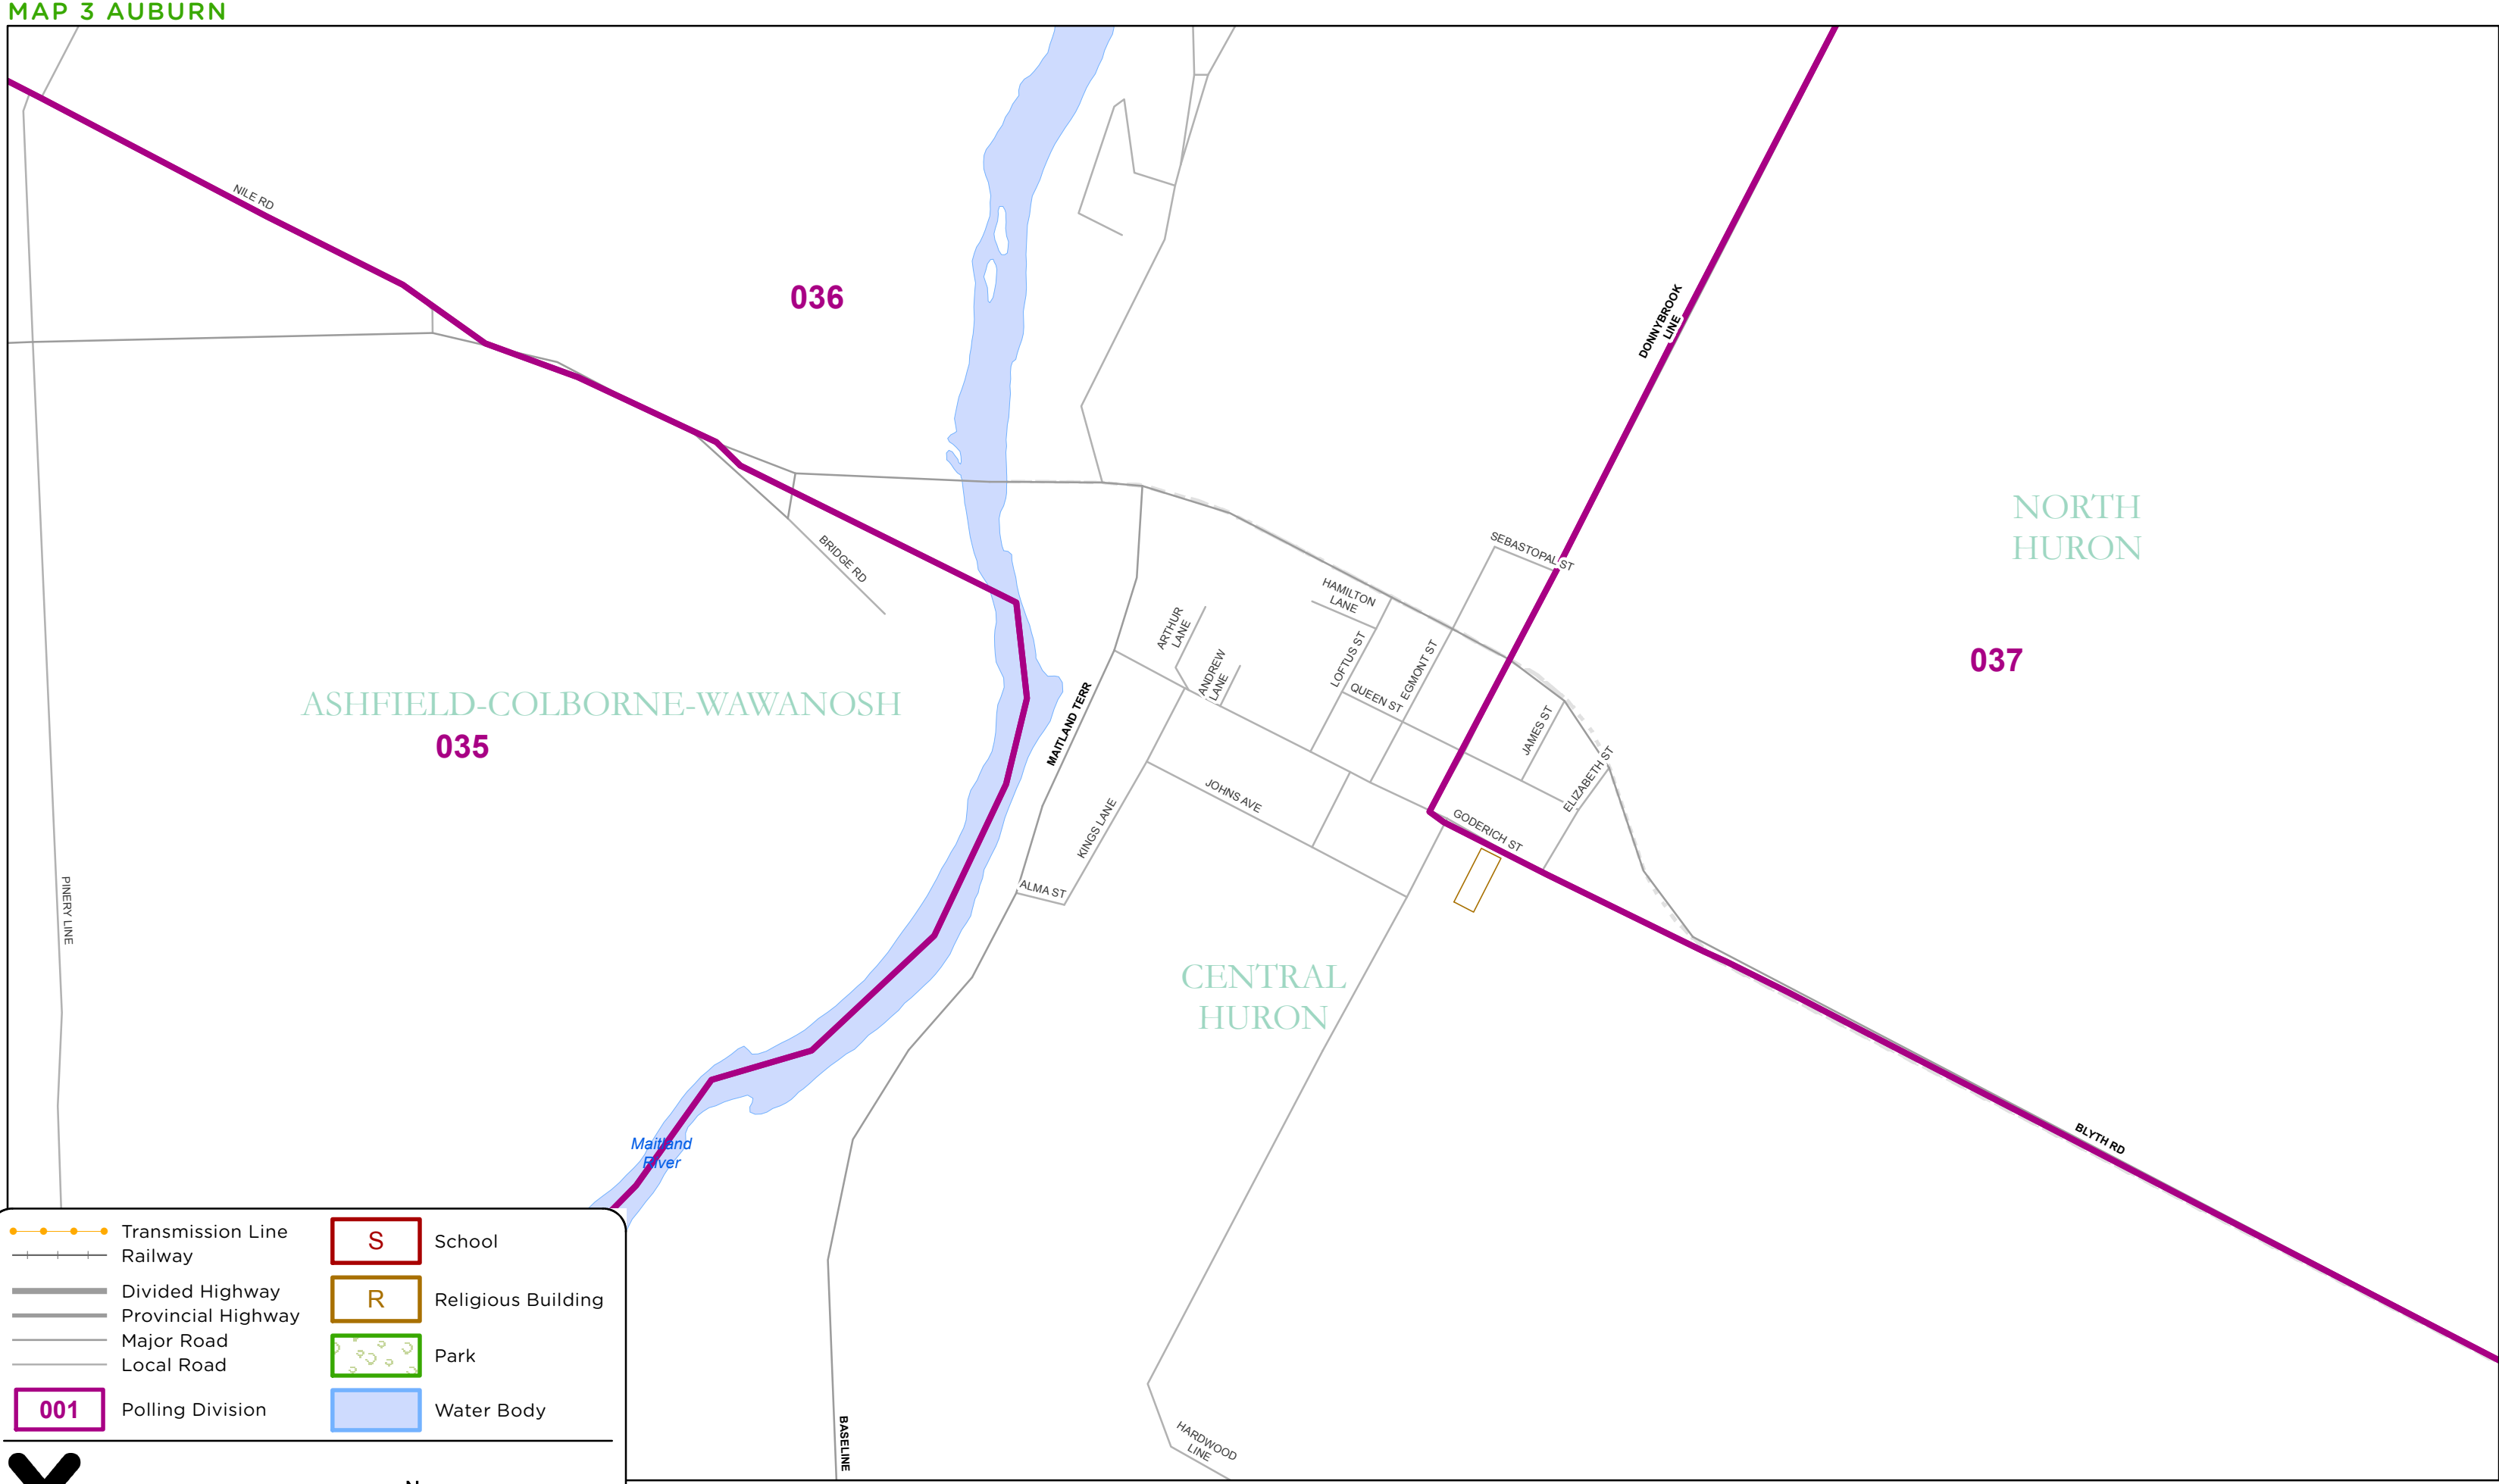 MAP 3 AUBURN
NILE RD
036
DONNYBROOK
LINE
NORTH
HURON
SEBASTOPAL ST
BRIDGE RD
HAMILTON
LANE
ARTHUR
LANE
LOFTUS ST
EGMONT ST
ANDREW
LANE
QUEEN ST
037
ASHFIELD-COLBORNE-WAWANOSH
035
MAITLAND TERR
JAMES ST
ELIZABETH ST
JOHNS AVE
KINGS LANE
GODERICH ST
ALMA ST
PINERY LINE
CENTRAL
HURON
Maitland
River
BLYTH RD
BASELINE
HARDWOOD
LINE
Transmission Line
Railway
Divided Highway
Provincial Highway
Major Road
Local Road
001
Polling Division
S
School
R
Religious Building
Park
Water Body
N